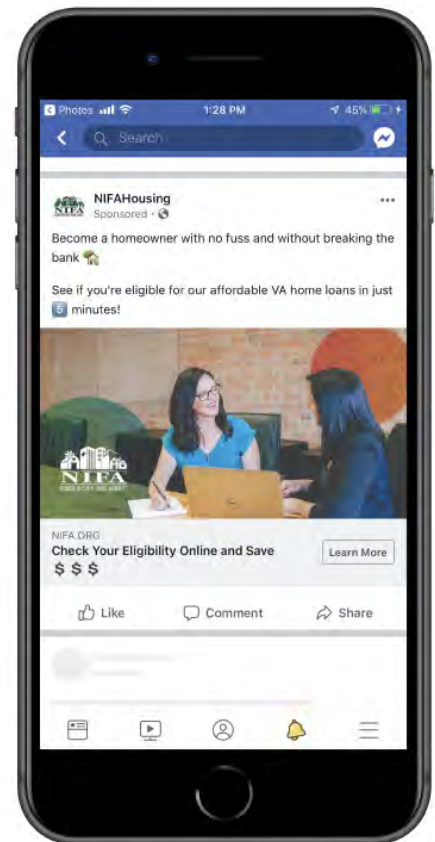 Photos 1:28 PM 45%
Search
NIFA
NIFAHousing
Sponsored ·
Become a homeowner with no fuss and without breaking the
bank 🏡
See if you're eligible for our affordable VA home loans in just
5️⃣ minutes!
NIFA
NIFA.ORG
Check Your Eligibility Online and Save
$ $ $
Learn More
Like Comment Share